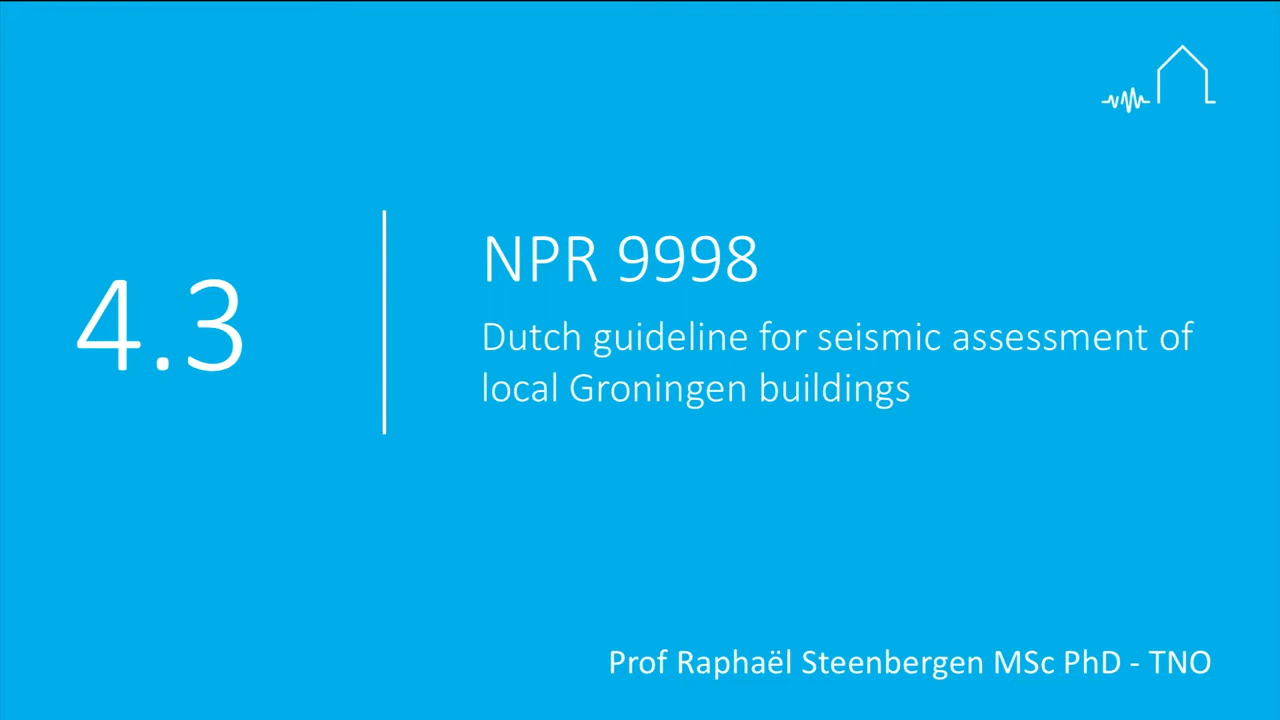 4.3
NPR 9998
Dutch guideline for seismic assessment of
local Groningen buildings
Prof Raphaël Steenbergen MSc PhD - TNO